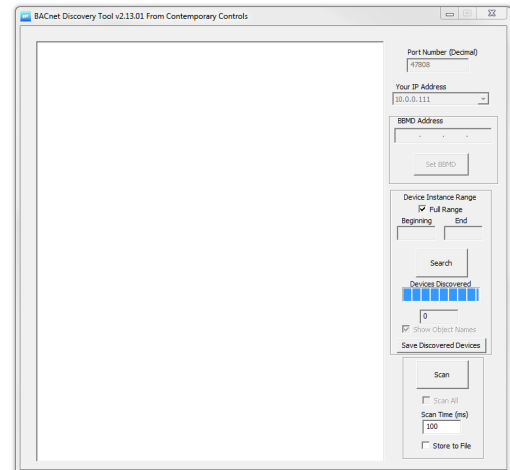 BACnet Discovery Tool v2.13.01 From Contemporary Controls
Port Number (Decimal)
47808
Your IP Address
10.0.0.111
BBMD Address
. . .
Set BBMD
Device Instance Range
Full Range
Beginning End
Search
Devices Discovered
0
Show Object Names
Save Discovered Devices
Scan
Scan All
Scan Time (ms)
100
Store to File